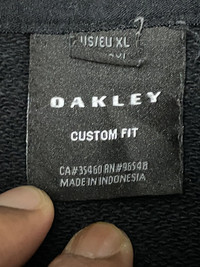 US/EU XL
OAKLEY
CUSTOM FIT
CA#35460 RN#96548
MADE IN INDONESIA